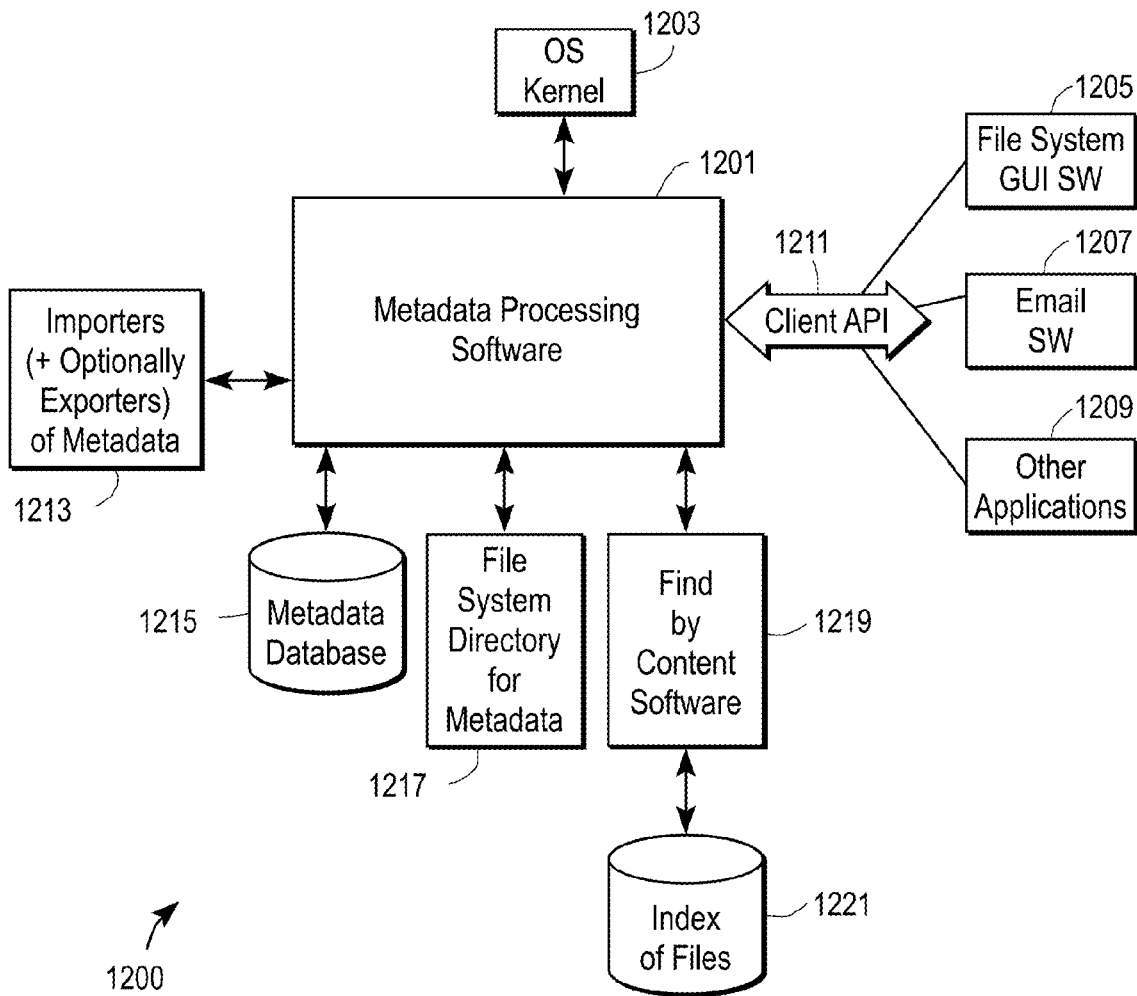 1203
OS
Kernel
1205
File System
GUI SW
1201
1211
1207
Metadata Processing
Software
Client API
Email
SW
Importers
(+ Optionally
Exporters)
of Metadata
1213
1209
Other
Applications
1215
Metadata
Database
File
System
Directory
for
Metadata
1217
Find
by
Content
Software
1219
Index
of Files
1221
1200